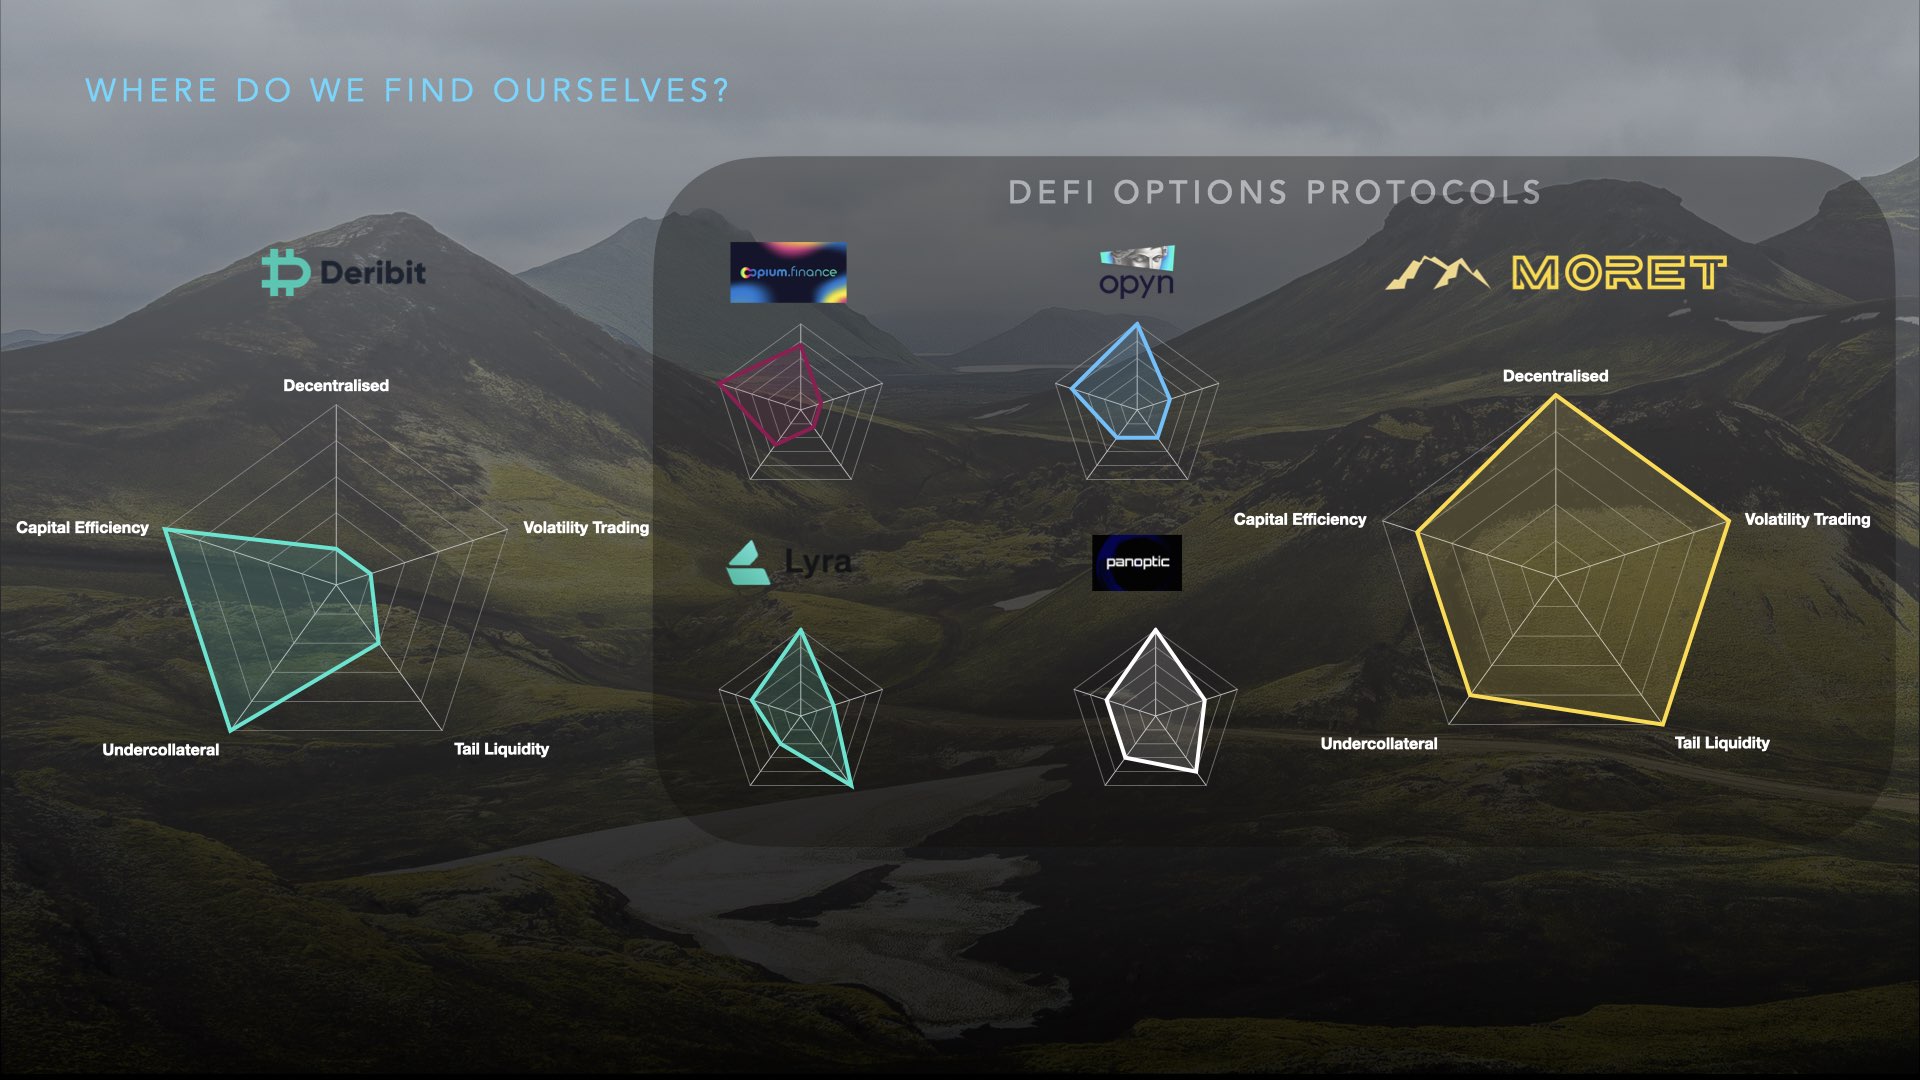 WHERE DO WE FIND OURSELVES?
DEFI OPTIONS PROTOCOLS
Deribit
opium.finance
opyn
MORET
Decentralised
Capital Efficiency
Volatility Trading
Undercollateral
Tail Liquidity
Lyra
panoptic
Decentralised
Capital Efficiency
Volatility Trading
Undercollateral
Tail Liquidity